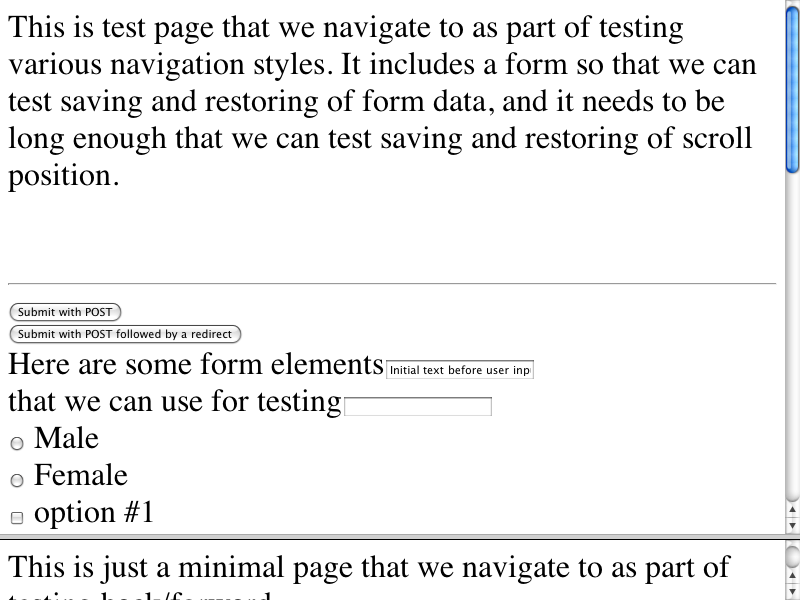 This is test page that we navigate to as part of testing
various navigation styles. It includes a form so that we can
test saving and restoring of form data, and it needs to be
long enough that we can test saving and restoring of scroll
position.
Submit with POST
Submit with POST followed by a redirect
Here are some form elements Initial text before user inp
that we can use for testing
Male
Female
option #1
This is just a minimal page that we navigate to as part of
testing back/forward